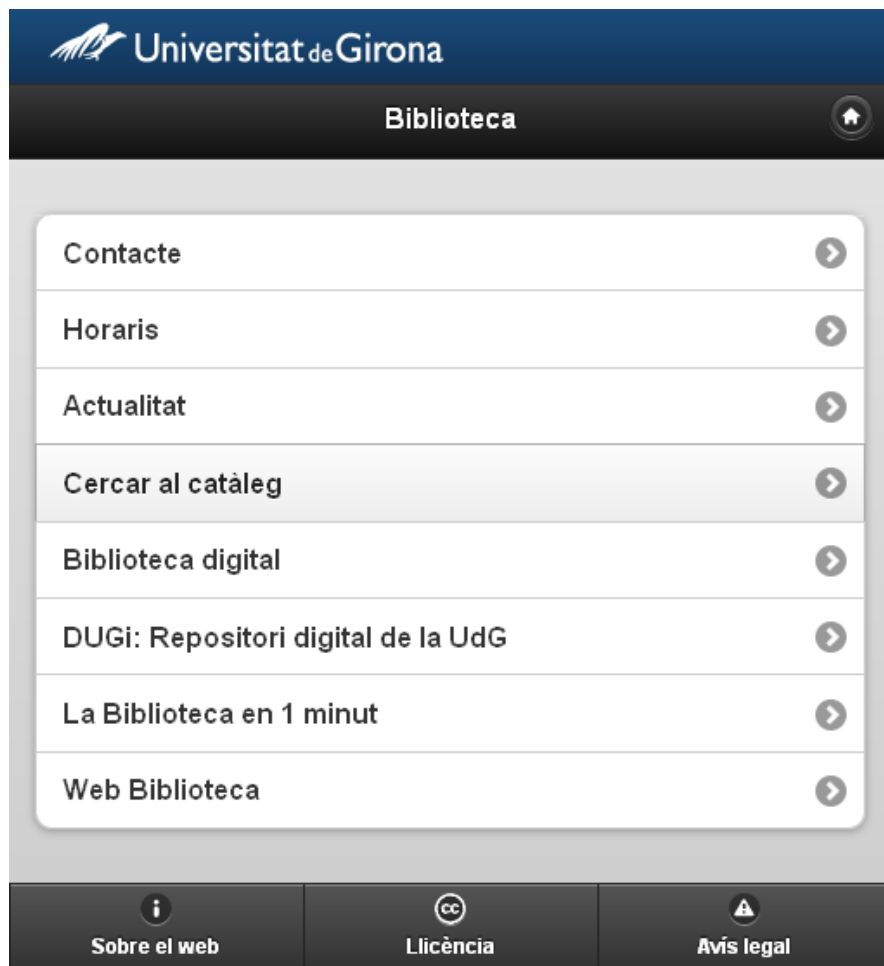 Universitat de Girona
Biblioteca
Contacte
Horaris
Actualitat
Cercar al catàleg
Biblioteca digital
DUGi: Repositori digital de la UdG
La Biblioteca en 1 minut
Web Biblioteca
i
cc
Sobre el web
Llicència
Avís legal